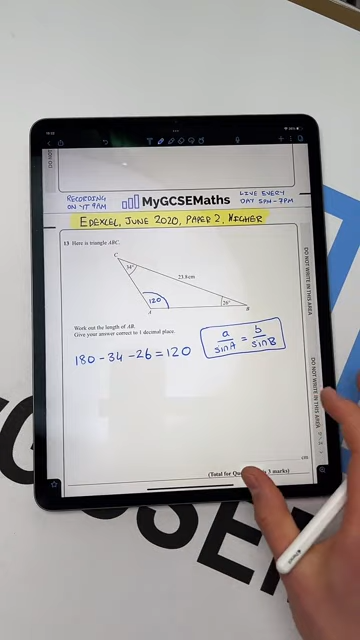 RECORDING
ON YT 9AM
MyGCSEMaths
LIVE EVERY
DAY 5PM-7PM
EDEXCEL, JUNE 2020, PAPER 2, HIGHER
13 Here is triangle ABC.
C
34°
23.8 cm
120
26°
A
B
Work out the length of AB.
Give your answer correct to 1 decimal place.
a/sinA = b/sinB
180 - 34 - 26 = 120
cm
3 marks)
DO NOT WRITE IN THIS AREA
DO NOT WRITE IN THIS AREA